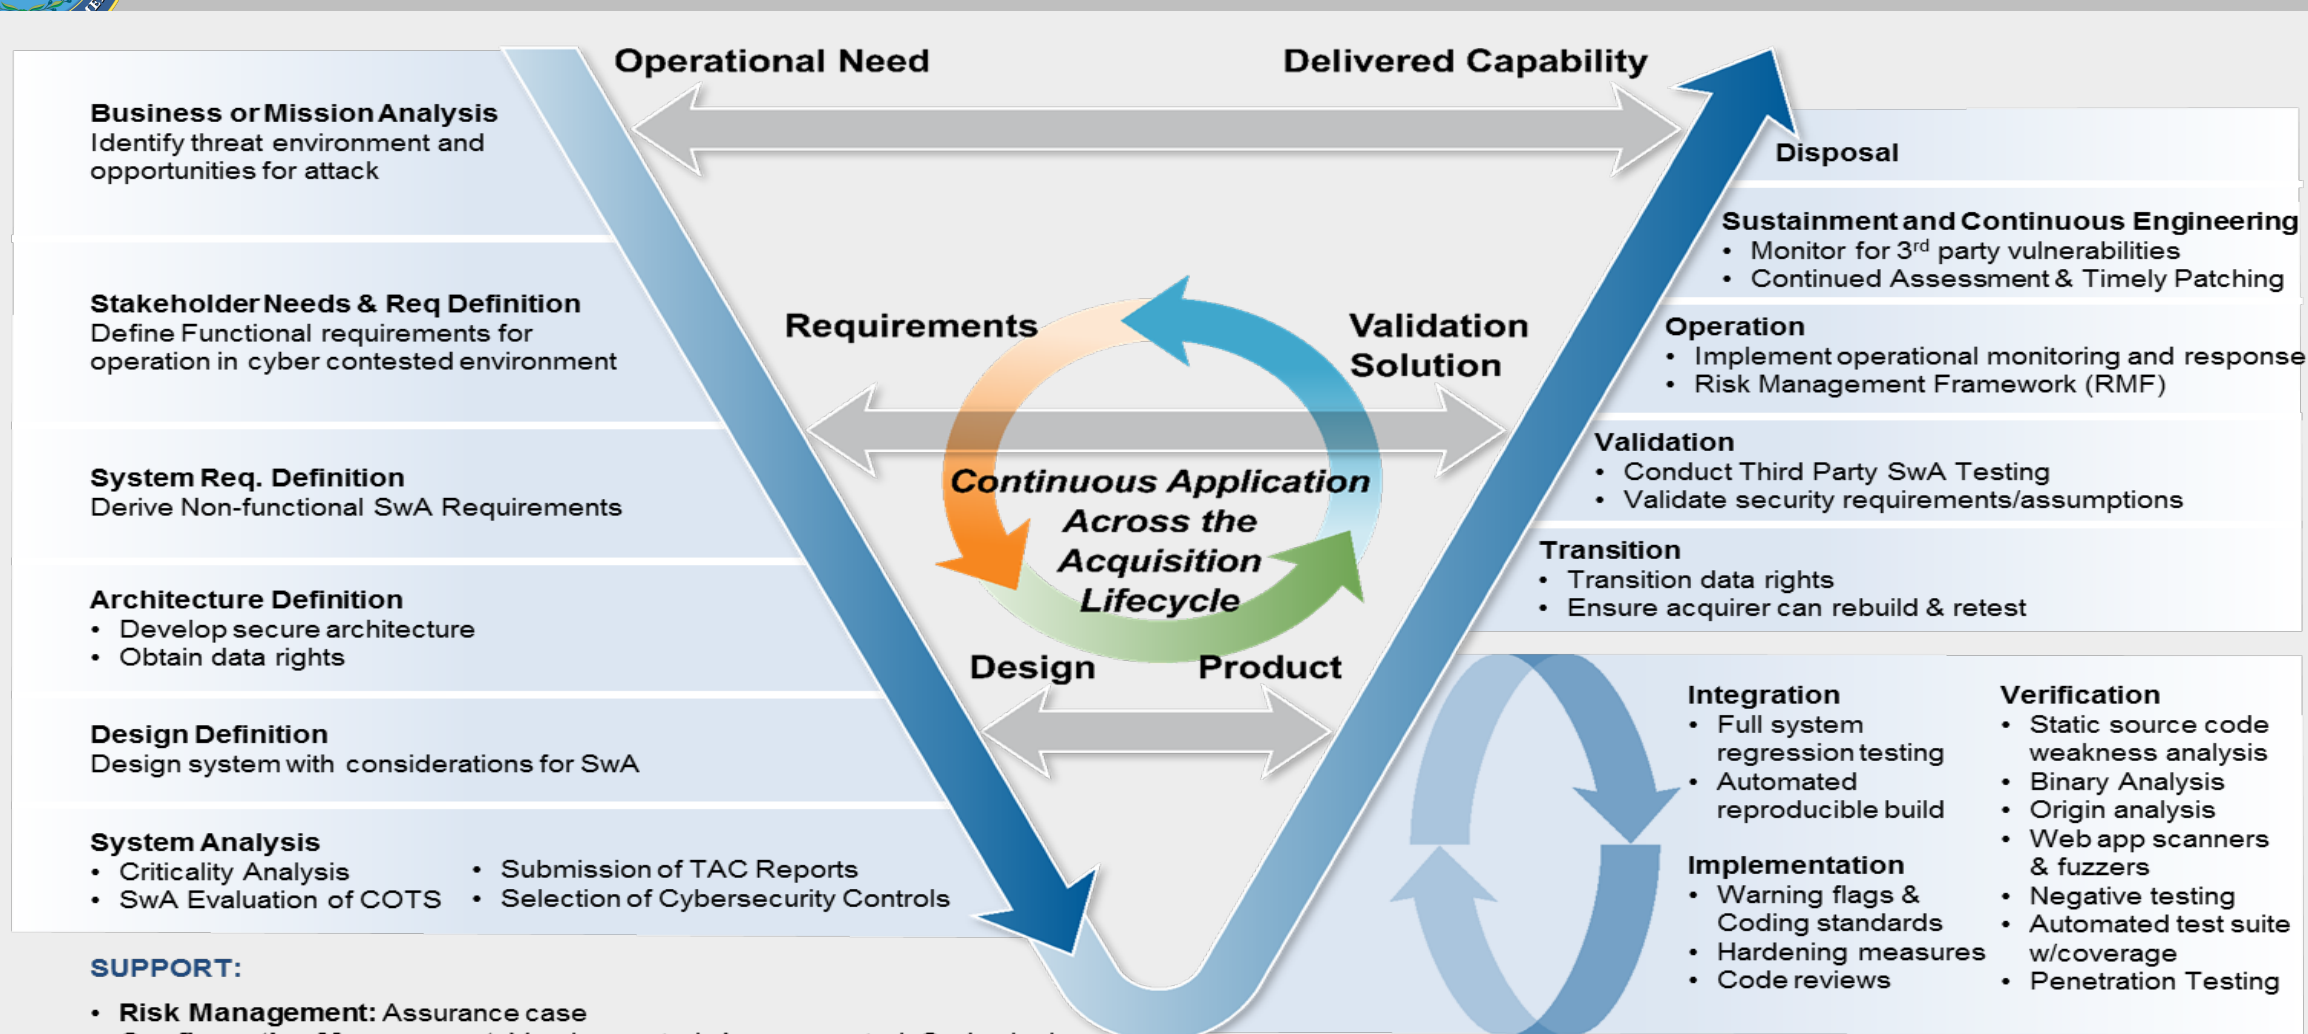 Operational Need
Delivered Capability
Business or Mission Analysis
Identify threat environment and
opportunities for attack
Stakeholder Needs & Req Definition
Define Functional requirements for
operation in cyber contested environment
System Req. Definition
Derive Non-functional SwA Requirements
Architecture Definition
• Develop secure architecture
• Obtain data rights
Design Definition
Design system with considerations for SwA
System Analysis
• Criticality Analysis
• SwA Evaluation of COTS
• Submission of TAC Reports
• Selection of Cybersecurity Controls
SUPPORT:
• Risk Management: Assurance case
Requirements
Validation
Solution
Continuous Application
Across the
Acquisition
Lifecycle
Design
Product
Disposal
Sustainment and Continuous Engineering
• Monitor for 3rd party vulnerabilities
• Continued Assessment & Timely Patching
Operation
• Implement operational monitoring and response
• Risk Management Framework (RMF)
Validation
• Conduct Third Party SwA Testing
• Validate security requirements/assumptions
Transition
• Transition data rights
• Ensure acquirer can rebuild & retest
Integration
• Full system
regression testing
• Automated
reproducible build
Implementation
• Warning flags &
Coding standards
• Hardening measures
• Code reviews
Verification
• Static source code
weakness analysis
• Binary Analysis
• Origin analysis
• Web app scanners
& fuzzers
• Negative testing
• Automated test suite
w/coverage
• Penetration Testing